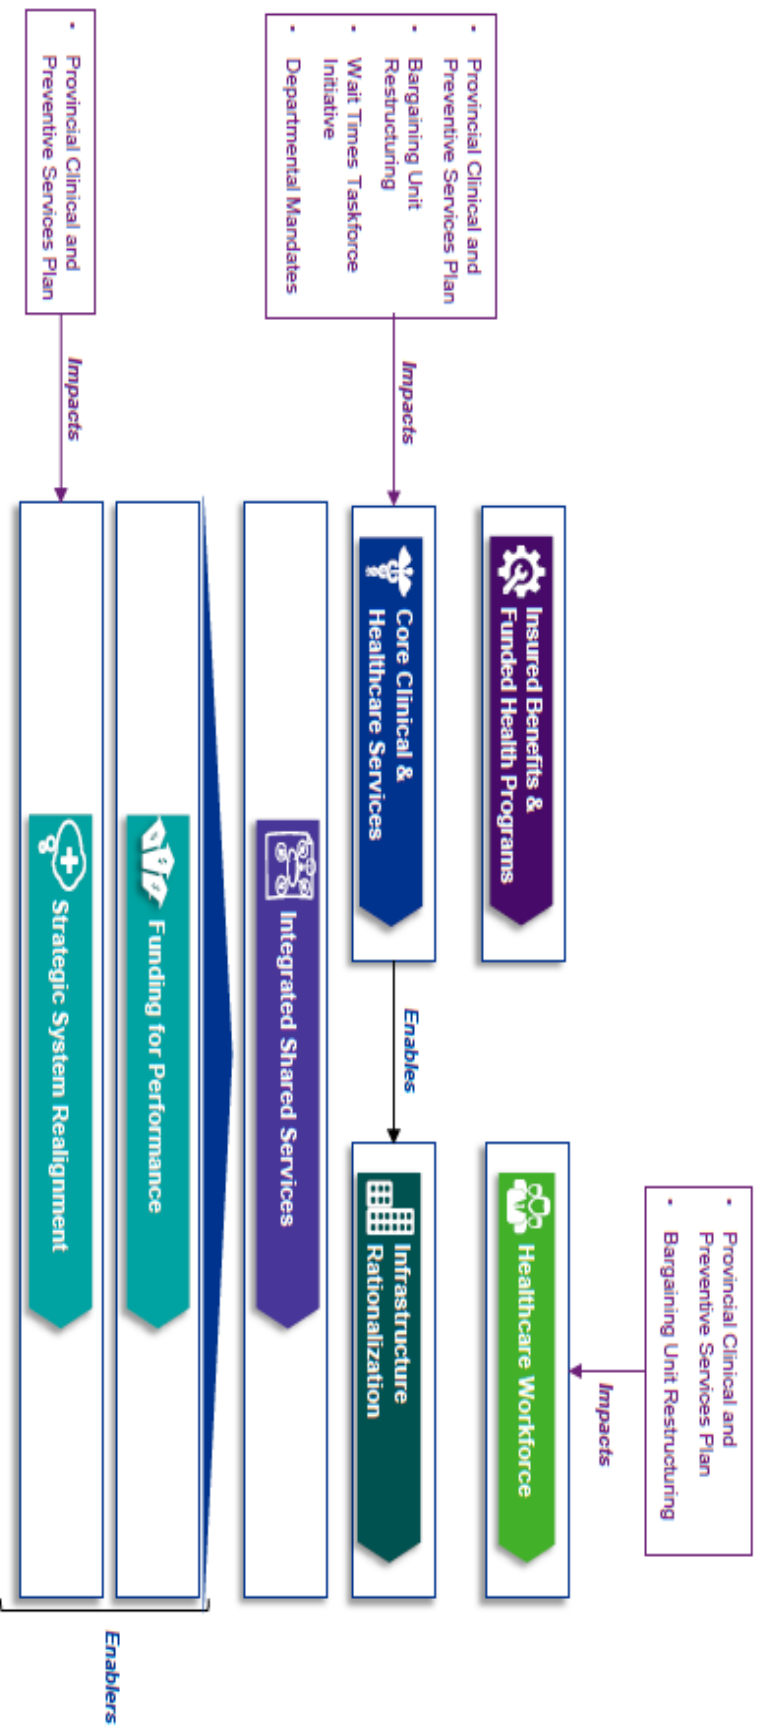 Provincial Clinical and
Preventive Services Plan
Bargaining Unit Restructuring
Impacts
Insured Benefits &
Funded Health Programs
Healthcare Workforce
Provincial Clinical and
Preventive Services Plan
Bargaining Unit
Restructuring
Wait Times Taskforce
Initiative
Departmental Mandates
Impacts
Core Clinical &
Healthcare Services
Enables
Infrastructure
Rationalization
Integrated Shared Services
Funding for Performance
Provincial Clinical and
Preventive Services Plan
Impacts
Strategic System Realignment
Enablers